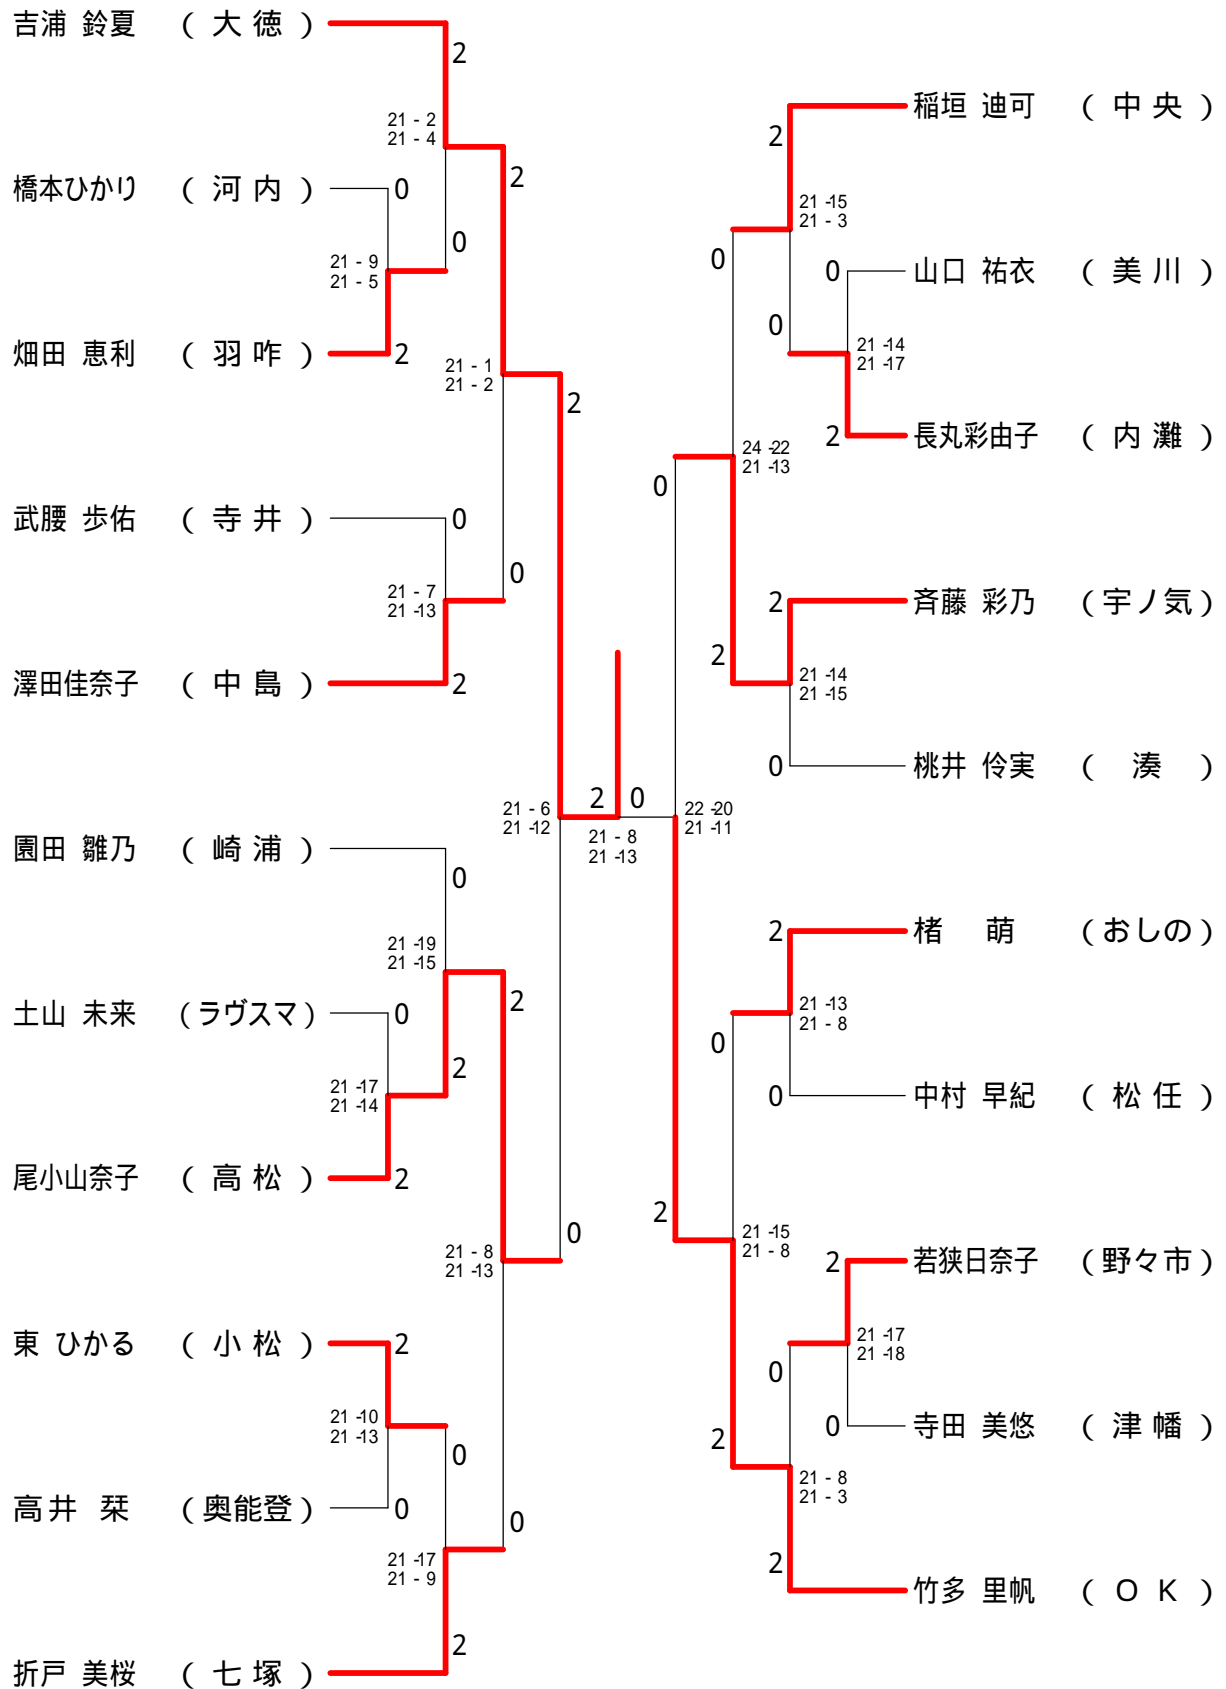 吉浦 鈴夏 ( 大 徳 )
2
21 - 2
21 - 4
2
橋本ひかり ( 河 内 )
0
0
21 - 9
21 - 5
畑田 恵利 ( 羽 咋 )
2
21 - 1
21 - 2
2
武腰 歩佑 ( 寺 井 )
0
0
21 - 7
21 -13
澤田佳奈子 ( 中 島 )
2
21 - 6
21 -12
2
0
21 - 8
21 -13
園田 雛乃 ( 崎 浦 )
0
21 -19
21 -15
2
土山 未来 (ラヴスマ)
0
2
21 -17
21 -14
尾小山奈子 ( 高 松 )
2
21 - 8
21 -13
0
東 ひかる ( 小 松 )
2
21 -10
21 -13
0
高井 栞 (奥能登)
0
0
21 -17
21 - 9
2
折戸 美桜 ( 七 塚 )
稲垣 迪可 ( 中 央 )
2
21 -15
21 - 3
0
山口 祐衣 ( 美 川 )
0
0
21 -14
21 -17
長丸彩由子 ( 内 灘 )
2
24 -22
21 -13
0
斉藤 彩乃 (宇ノ気)
2
2
21 -14
21 -15
桃井 伶実 ( 湊 )
0
22 -20
21 -11
楮 萌 (おしの)
2
21 -13
21 - 8
0
中村 早紀 ( 松 任 )
0
2
21 -15
21 - 8
若狭日奈子 (野々市)
2
21 -17
21 -18
0
寺田 美悠 ( 津 幡 )
0
2
21 - 8
21 - 3
2
竹多 里帆 ( O K )